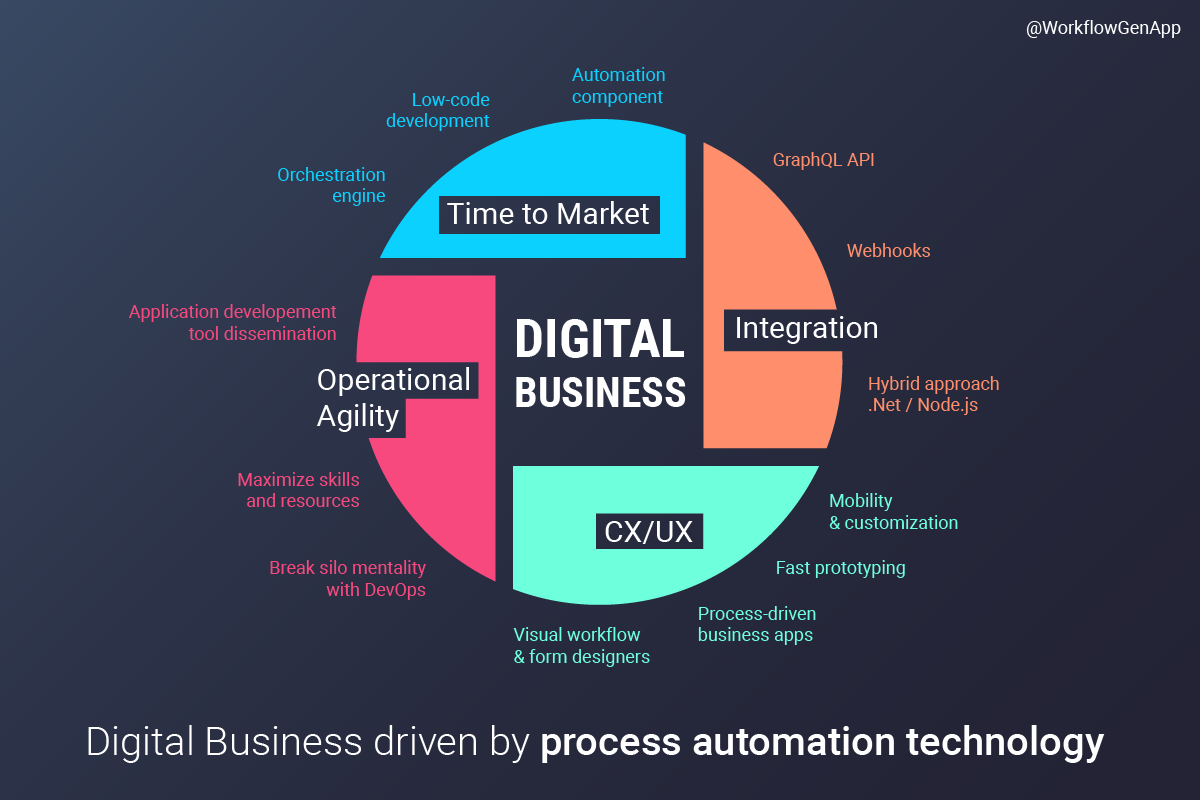 @WorkflowGenApp
Automation
component
Low-code
development
Orchestration
engine
Time to Market
GraphQL API
Webhooks
Integration
Hybrid approach
.Net / Node.js
DIGITAL
BUSINESS
Application developement
tool dissemination
Operational
Agility
Maximize skills
and resources
Break silo mentality
with DevOps
CX/UX
Mobility
& customization
Fast prototyping
Process-driven
business apps
Visual workflow
& form designers
Digital Business driven by process automation technology